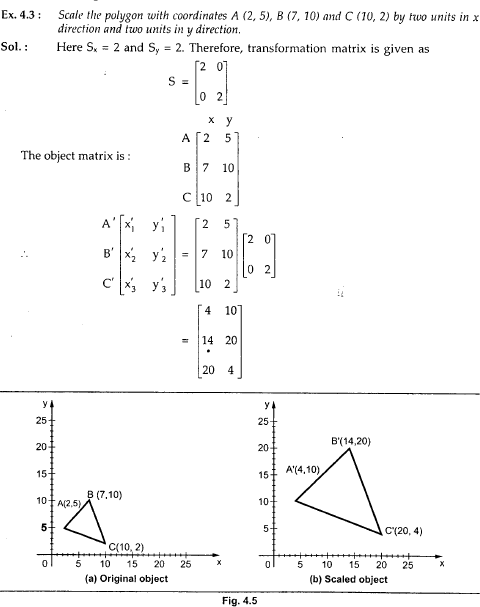 Ex. 4.3 : Scale the polygon with coordinates A (2, 5), B (7, 10) and C (10, 2) by two units in x
direction and two units in y direction.
Sol. : Here Sx = 2 and Sy = 2. Therefore, transformation matrix is given as
S = [2 0
0 2]
x y
A [2 5
The object matrix is :
B 7 10
C 10 2]
A′ [x′1 y′1] [2 5]
∴ B′ x′2 y′2 = 7 10 [2 0
0 2]
C′ [x′3 y′3] [10 2]
[4 10
= 14 20
20 4]
y
25
20
15
10
5
0 5 10 15 20 25 x
A(2,5)
B (7,10)
C(10, 2)
(a) Original object
y
25
20
15
10
5
0 5 10 15 20 25 x
B'(14,20)
A'(4,10)
C'(20, 4)
(b) Scaled object
Fig. 4.5